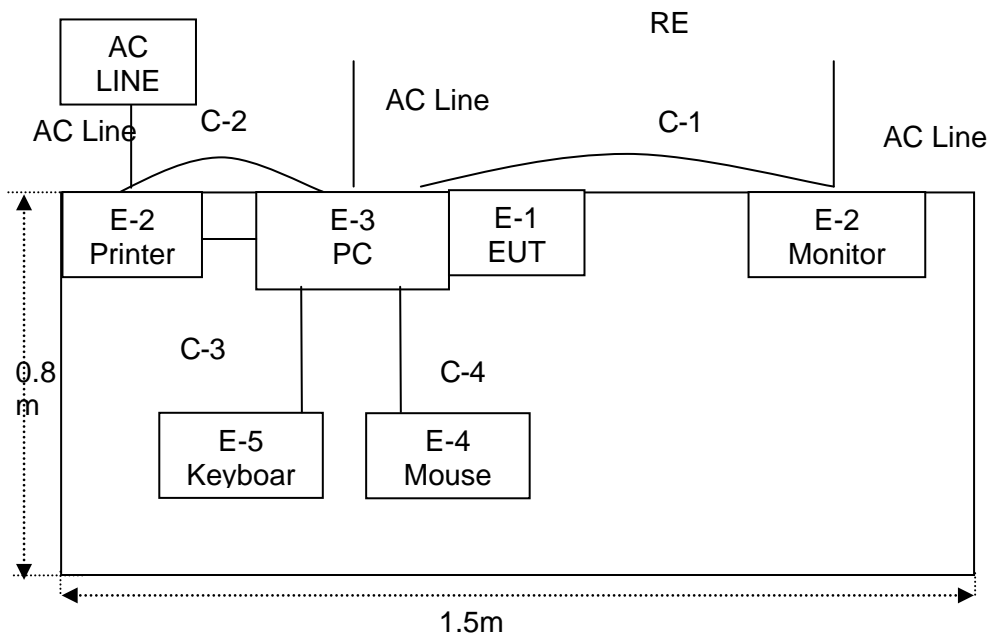 RE
AC
LINE
AC Line
C-2
AC Line
C-1
AC Line
E-2
Printer
E-3
PC
E-1
EUT
E-2
Monitor
C-3
C-4
0.8
m
E-5
Keyboar
E-4
Mouse
1.5m